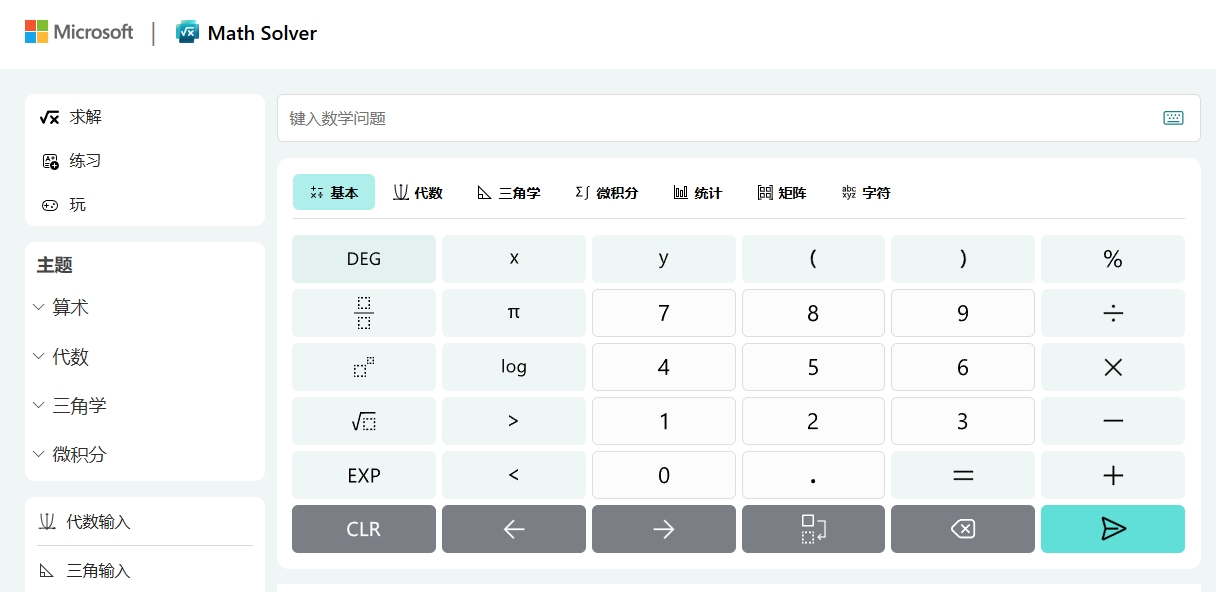 Microsoft | Math Solver
求解
练习
玩
主题
算术
代数
三角学
微积分
代数输入
三角输入
键入数学问题
基本 代数 三角学 Σ∫ 微积分 统计 矩阵 abc xyz 字符
DEG x y ( ) %
π 7 8 9 ÷
log 4 5 6 ×
√ > 1 2 3 −
EXP < 0 . = +
CLR ← →